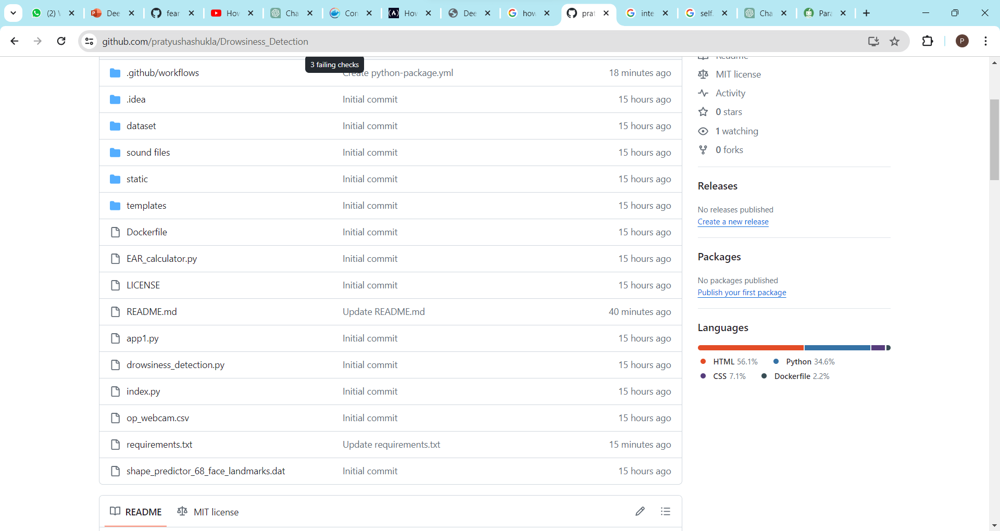 (2) \
Dee
fear
Hov
Cha
Con
Hov
Dee
how
prat
inte
self.
Cha
Para
github.com/pratyushashukla/Drowsiness_Detection
P
3 failing checks
.github/workflows Create python-package.yml 18 minutes ago
.idea Initial commit 15 hours ago
dataset Initial commit 15 hours ago
sound files Initial commit 15 hours ago
static Initial commit 15 hours ago
templates Initial commit 15 hours ago
Dockerfile Initial commit 15 hours ago
EAR_calculator.py Initial commit 15 hours ago
LICENSE Initial commit 15 hours ago
README.md Update README.md 40 minutes ago
app1.py Initial commit 15 hours ago
drowsiness_detection.py Initial commit 15 hours ago
index.py Initial commit 15 hours ago
op_webcam.csv Initial commit 15 hours ago
requirements.txt Update requirements.txt 15 minutes ago
shape_predictor_68_face_landmarks.dat Initial commit 15 hours ago
README MIT license
Readme
MIT license
Activity
0 stars
1 watching
0 forks
Releases
No releases published
Create a new release
Packages
No packages published
Publish your first package
Languages
HTML 56.1% Python 34.6%
CSS 7.1% Dockerfile 2.2%